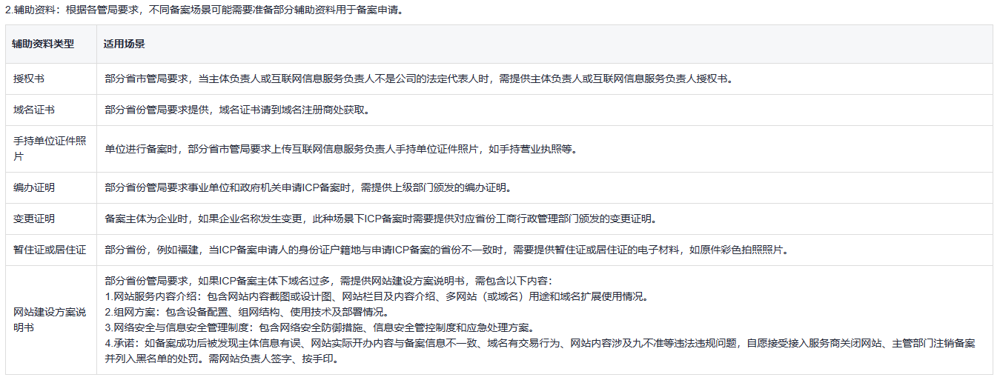 2.辅助资料：根据各管局要求，不同备案场景可能需要准备部分辅助资料用于备案申请。
辅助资料类型
适用场景
授权书
部分省市管局要求，当主体负责人或互联网信息服务负责人不是公司的法定代表人时，需提供主体负责人或互联网信息服务负责人授权书。
域名证书
部分省份管局要求提供，域名证书请到域名注册商处获取。
手持单位证件照
片
单位进行备案时，部分省市管局要求上传互联网信息服务负责人手持单位证件照片，如手持营业执照等。
编办证明
部分省份管局要求事业单位和政府机关申请ICP备案时，需提供上级部门颁发的编办证明。
变更证明
备案主体为企业时，如果企业名称发生变更，此种场景下ICP备案时需要提供对应省份工商行政管理部门颁发的变更证明。
暂住证或居住证
部分省份，例如福建，当ICP备案申请人的身份证户籍地与申请ICP备案的省份不一致时，需要提供暂住证或居住证的电子材料，如原件彩色拍照照片。
网站建设方案说
明书
部分省份管局要求，如果ICP备案主体下域名过多，需提供网站建设方案说明书，需包含以下内容：
1.网站服务内容介绍：包含网站内容截图或设计图、网站栏目及内容介绍、多网站（或域名）用途和域名扩展使用情况。
2.组网方案：包含设备配置、组网结构、使用技术及部署情况。
3.网络安全与信息安全管理制度：包含网络安全防御措施、信息安全管控制度和应急处理方案。
4.承诺：如备案成功后被发现主体信息有误、网站实际开办内容与备案信息不一致、域名有交易行为、网站内容涉及九不准等违法违规问题，自愿接受接入服务商关闭网站、主管部门注销备案
并列入黑名单的处罚。需网站负责人签字、按手印。